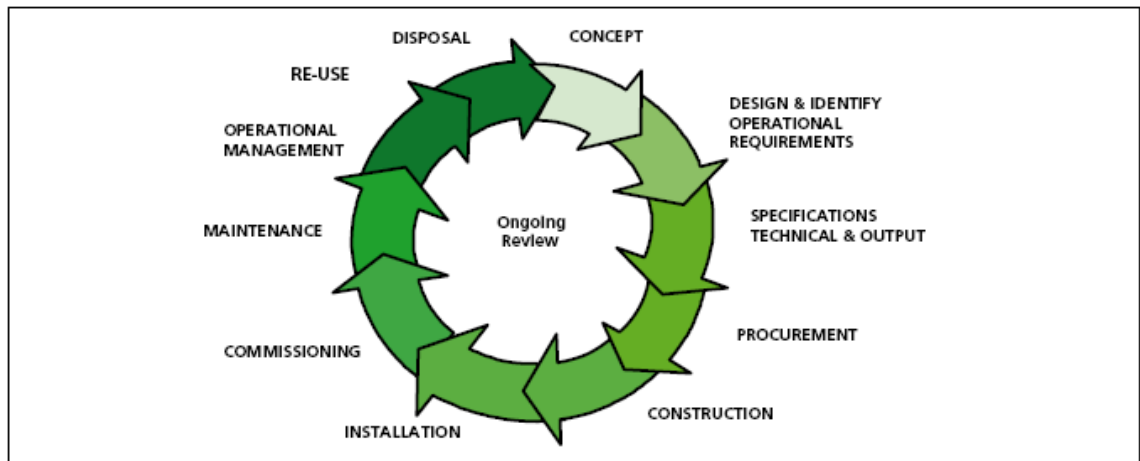 CONCEPT
DESIGN & IDENTIFY
OPERATIONAL
REQUIREMENTS
SPECIFICATIONS
TECHNICAL & OUTPUT
PROCUREMENT
CONSTRUCTION
INSTALLATION
COMMISSIONING
MAINTENANCE
OPERATIONAL
MANAGEMENT
RE-USE
DISPOSAL
Ongoing
Review